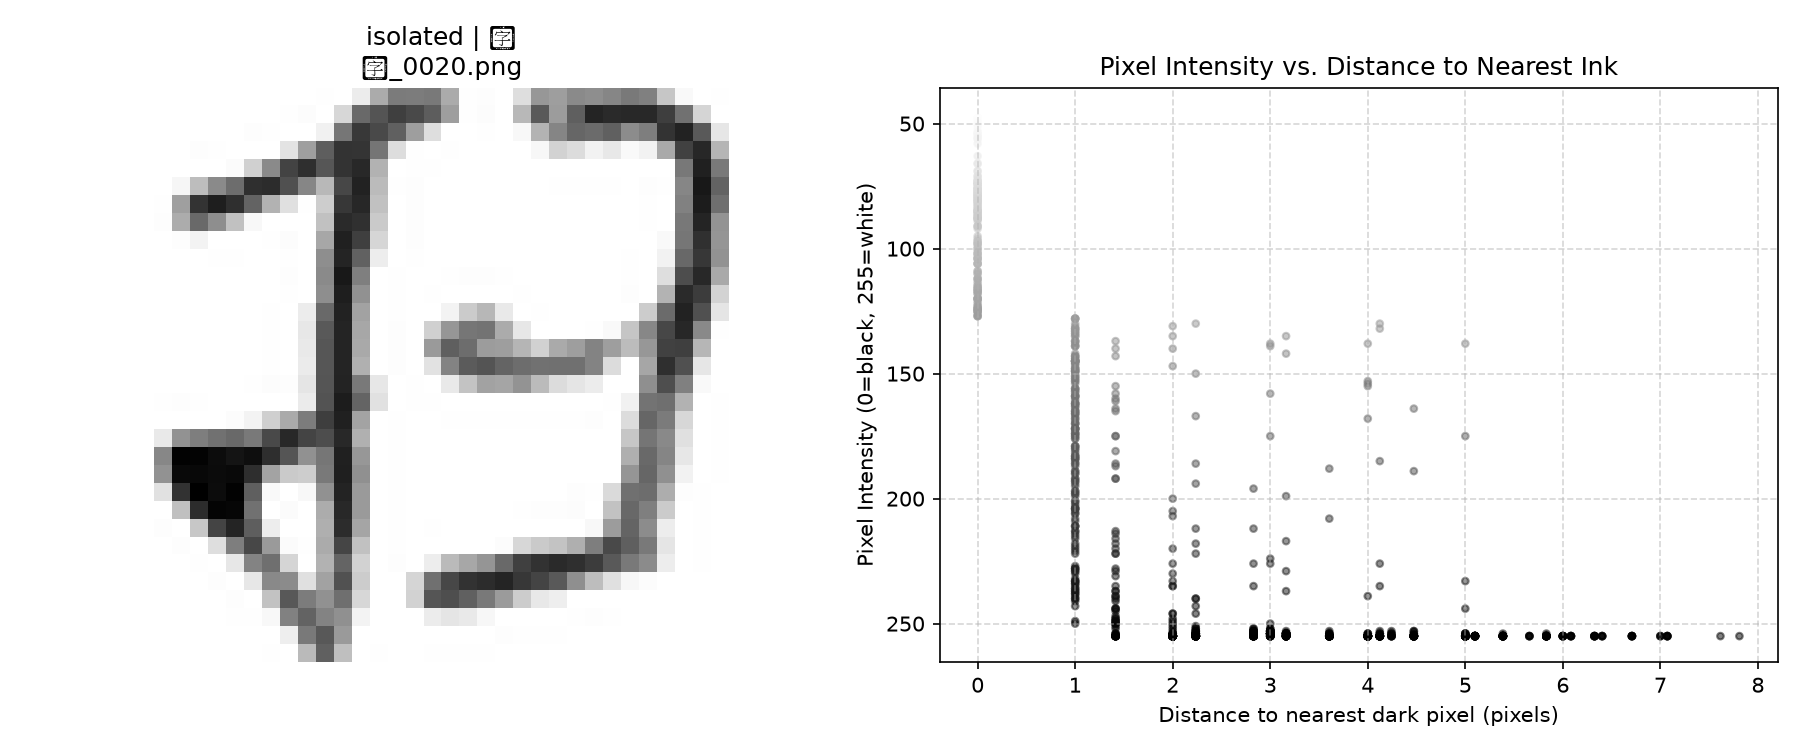 isolated |
_0020.png
Pixel Intensity vs. Distance to Nearest Ink
Pixel Intensity (0=black, 255=white)
50
100
150
200
250
0 1 2 3 4 5 6 7 8
Distance to nearest dark pixel (pixels)